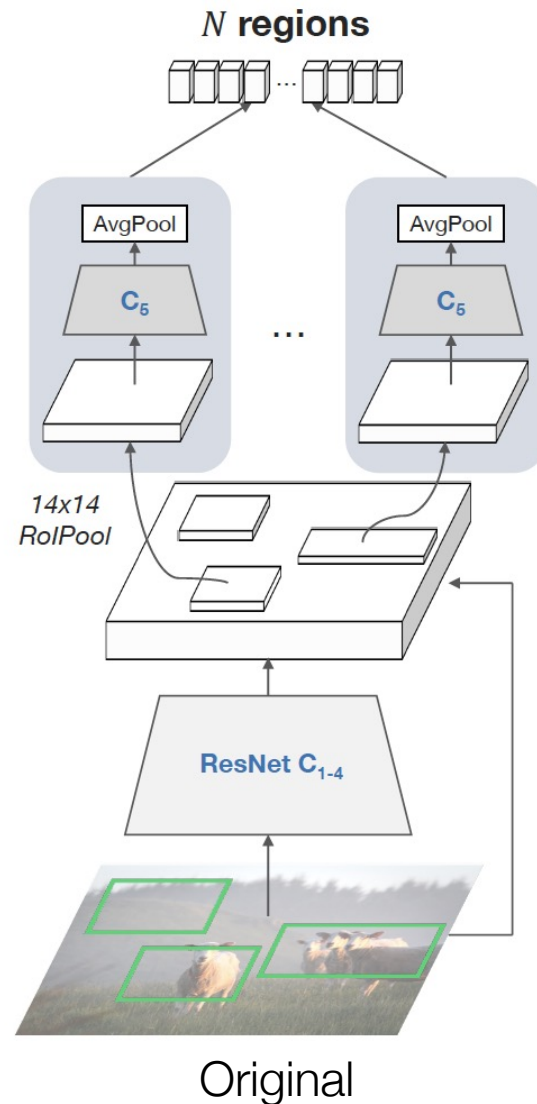 N regions
...
AvgPool
AvgPool
C₅
C₅
...
14x14
RoIPool
ResNet C₁₋₄
Original